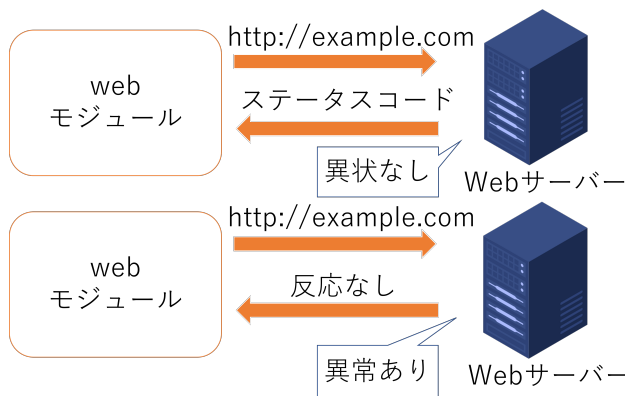 http://example.com
web
モジュール
ステータスコード
異状なし
Webサーバー
http://example.com
web
モジュール
反応なし
異常あり
Webサーバー